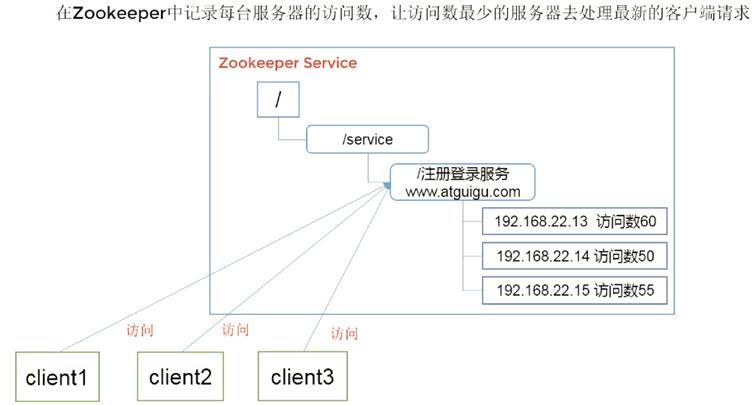 在Zookeeper中记录每台服务器的访问数，让访问数最少的服务器去处理最新的客户端请求
Zookeeper Service
/
/service
/注册登录服务
www.atguigu.com
192.168.22.13 访问数60
192.168.22.14 访问数50
192.168.22.15 访问数55
访问
访问
访问
client1
client2
client3